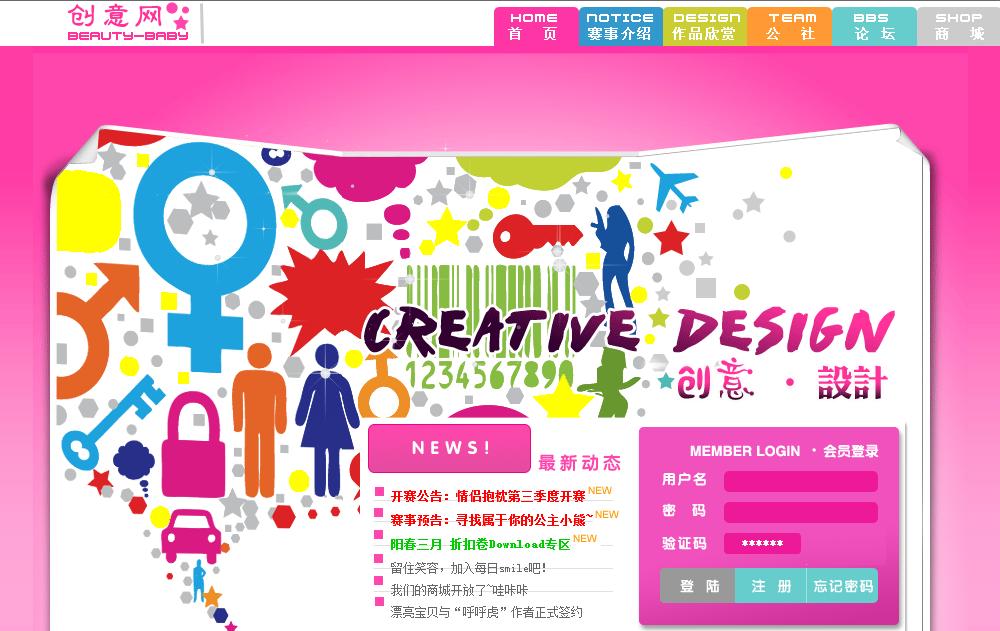 创意网
BEAUTY-BABY
HOME NOTICE DESIGN TEAM BBS SHOP
首 页 赛事介绍 作品欣赏 公 社 论 坛 商 城
CREATIVE DESIGN
1234567890
创意 · 設計
NEWS!
最新动态
开赛公告：情侣抱枕第三季度开赛 NEW
赛事预告：寻找属于你的公主小熊~ NEW
阳春三月 折扣卷Download专区 NEW
留住笑容，加入每日smile吧！
我们的商城开放了~哇咔咔
漂亮宝贝与“呼呼虎”作者正式签约
MEMBER LOGIN · 会员登录
用户名
密 码
验证码 ******
登 陆 注 册 忘记密码